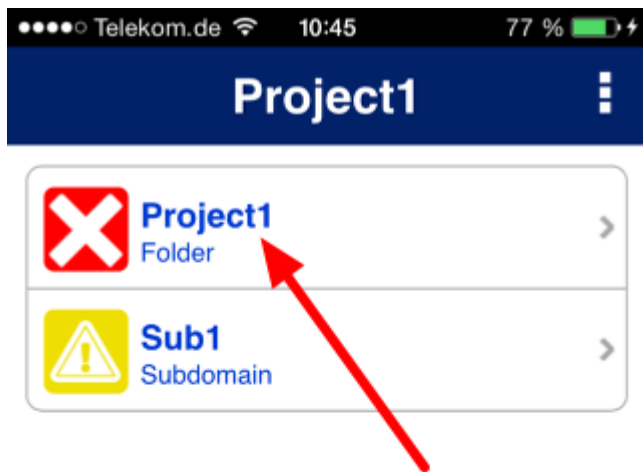 Telekom.de 10:45 77 %
Project1
Project1
Folder
Sub1
Subdomain